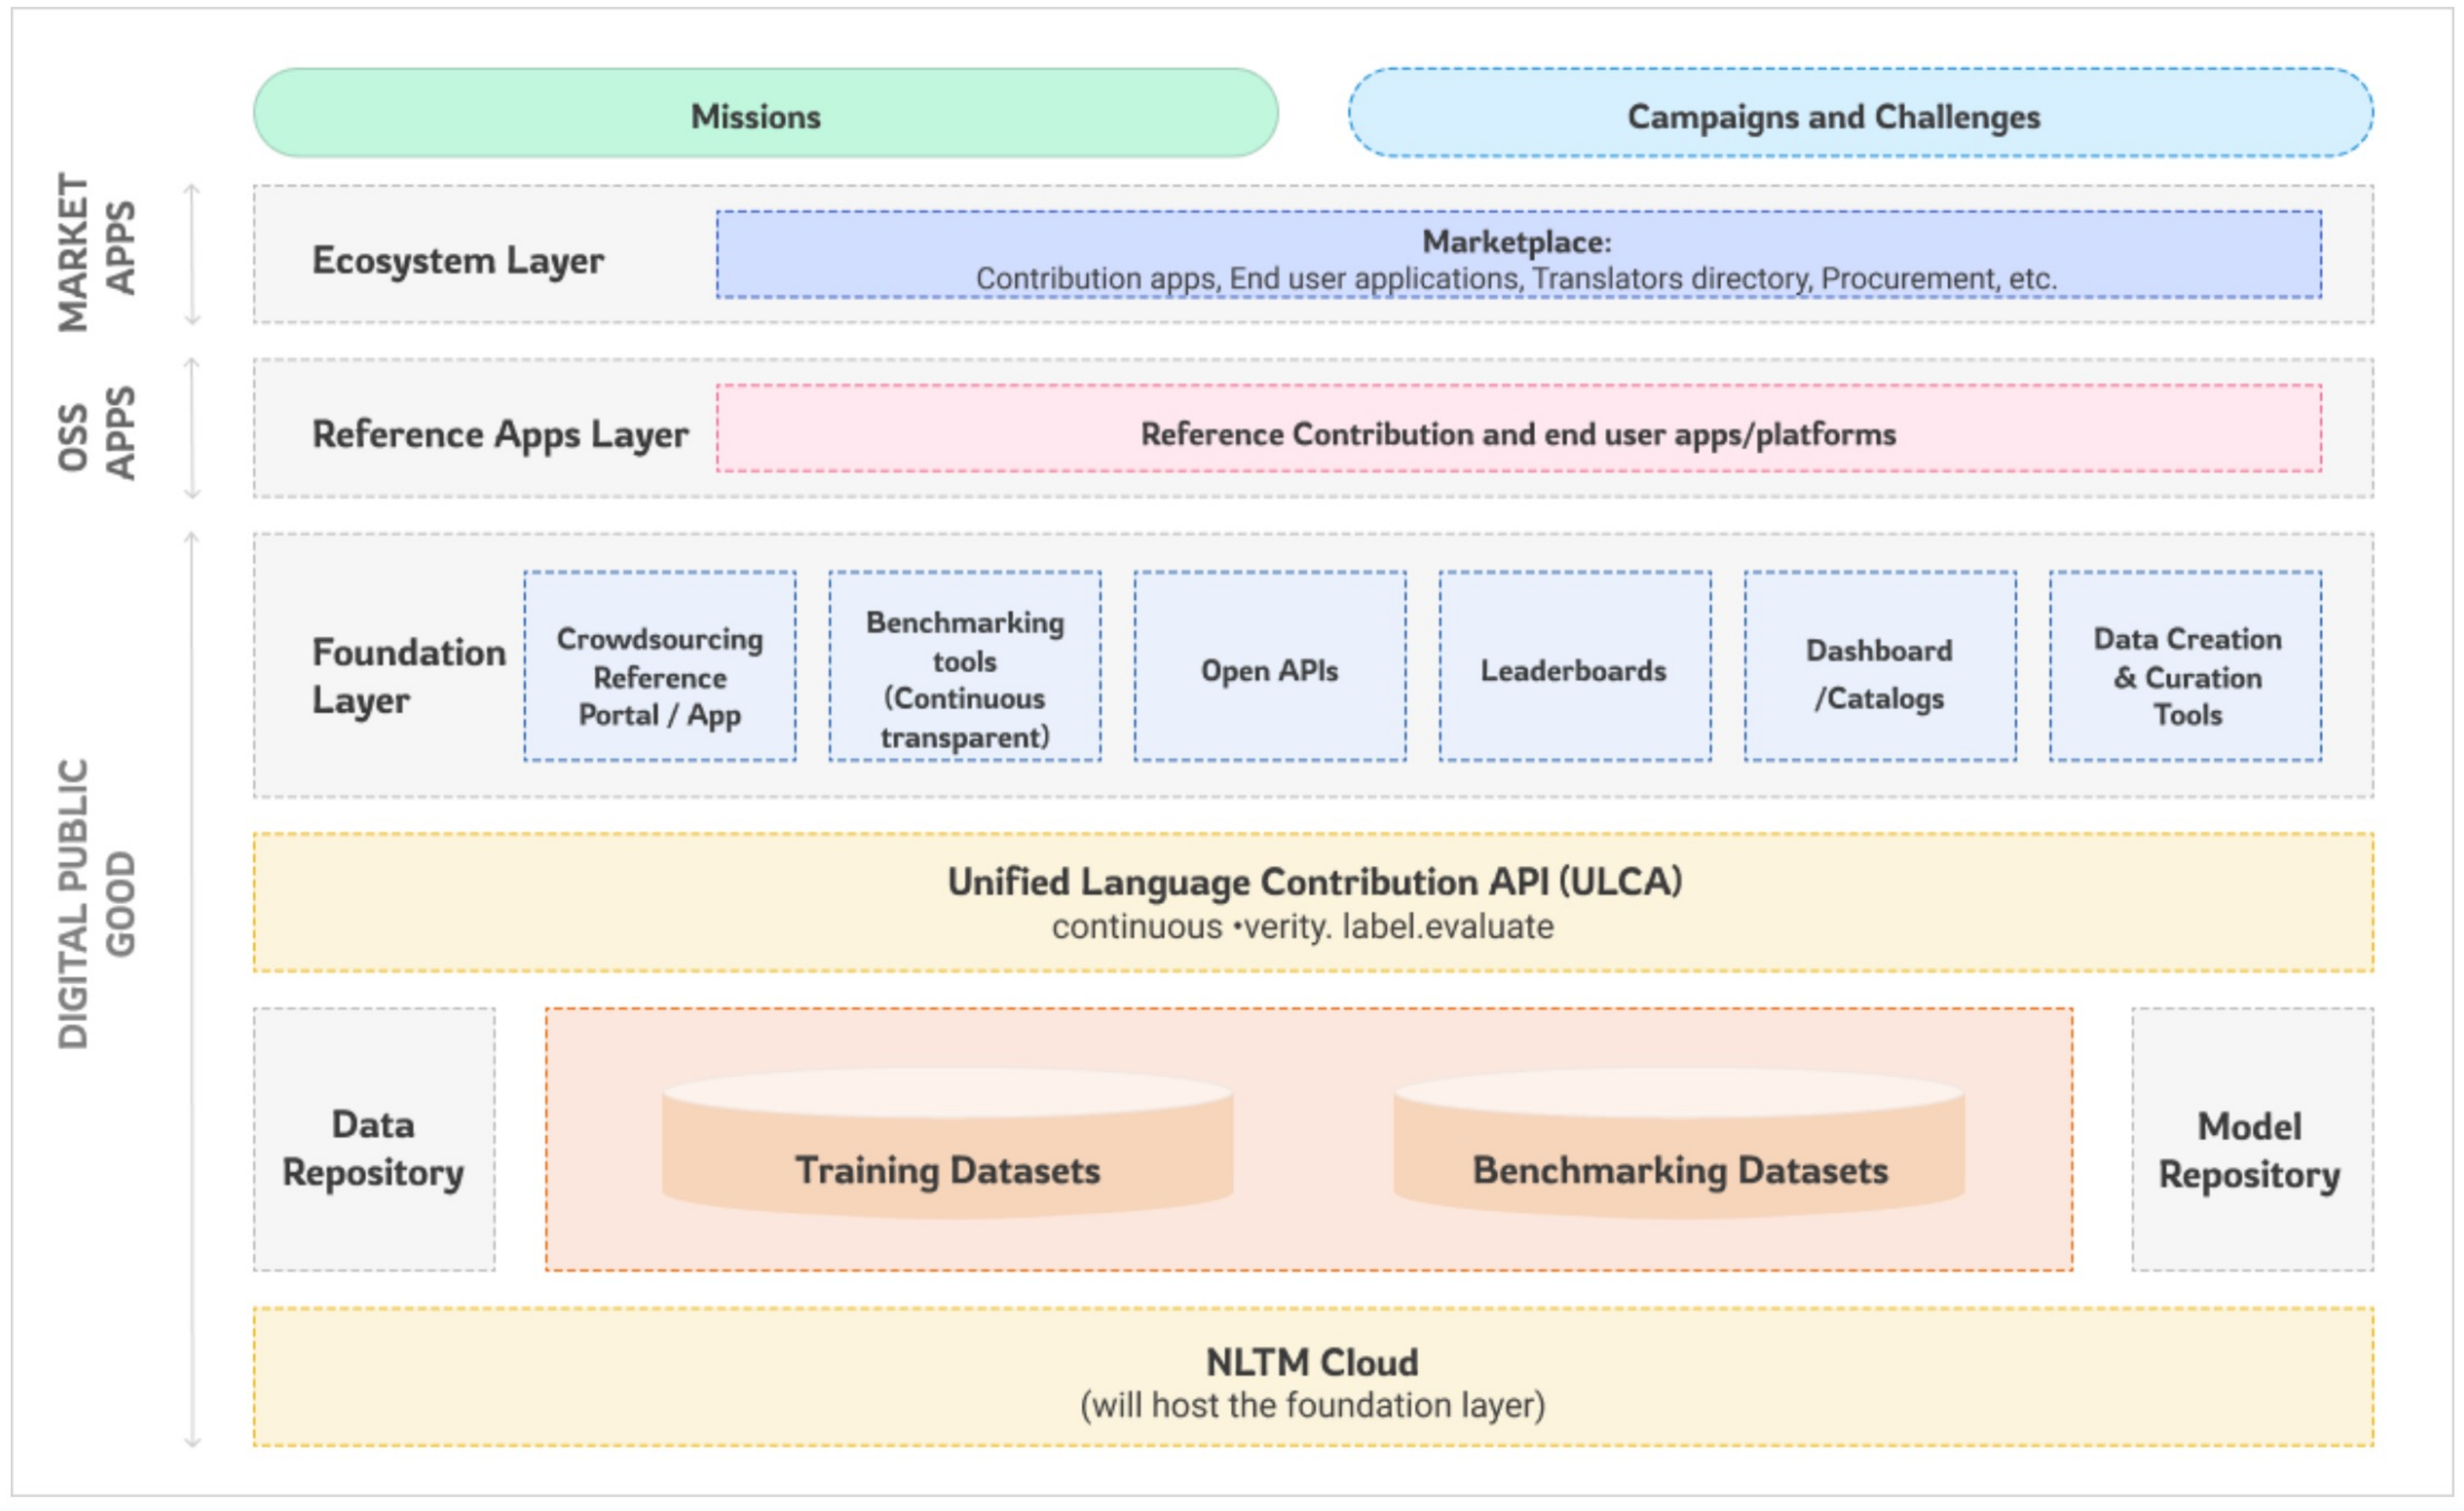 Missions
Campaigns and Challenges
MARKET
APPS
Ecosystem Layer
Marketplace:
Contribution apps, End user applications, Translators directory, Procurement, etc.
OSS
APPS
Reference Apps Layer
Reference Contribution and end user apps/platforms
DIGITAL PUBLIC
GOOD
Foundation
Layer
Crowdsourcing
Reference
Portal / App
Benchmarking
tools
(Continuous
transparent)
Open APIs
Leaderboards
Dashboard
/Catalogs
Data Creation
& Curation
Tools
Unified Language Contribution API (ULCA)
continuous •verity. label.evaluate
Data
Repository
Training Datasets
Benchmarking Datasets
Model
Repository
NLTM Cloud
(will host the foundation layer)